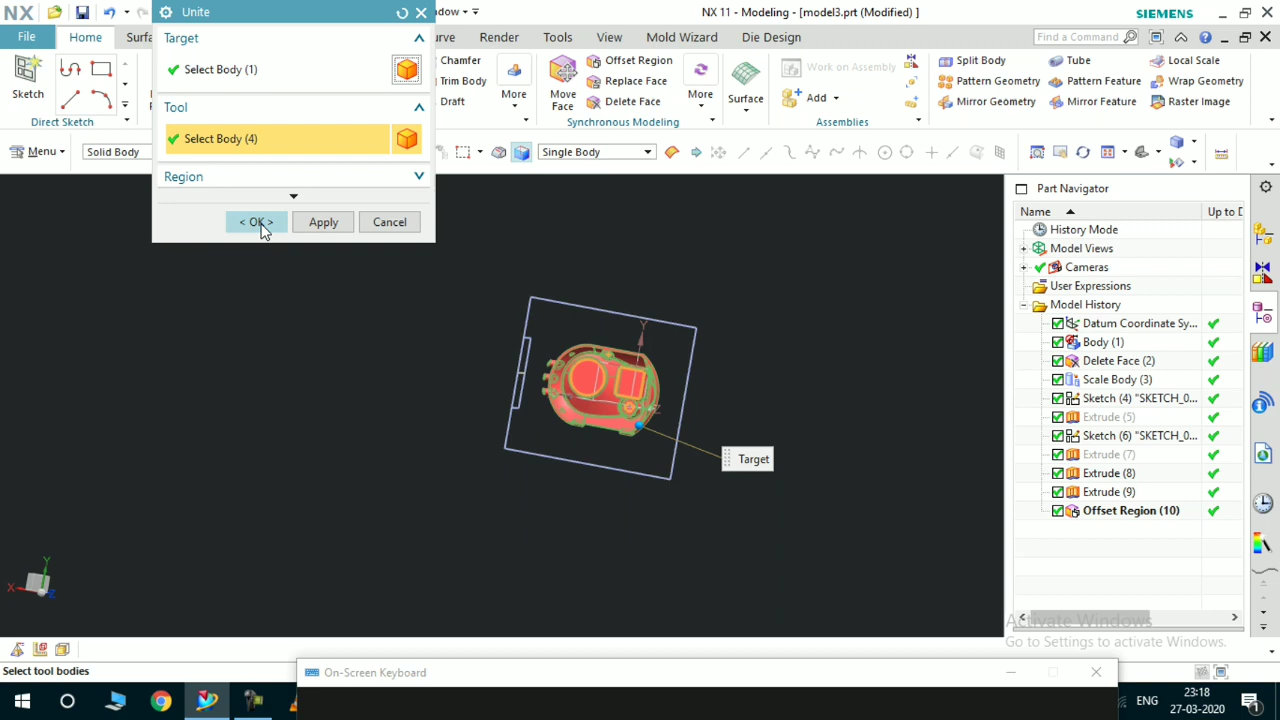 NX
Unite
ndow
NX 11 - Modeling - [model3.prt (Modified) ]
SIEMENS
File
Home
Surfa
urve
Render
Tools
View
Mold Wizard
Die Design
Find a Command
Target
Select Body (1)
Tool
Select Body (4)
Region
< OK >
Apply
Cancel
Sketch
Direct Sketch
Chamfer
Trim Body
Draft
More
Move
Face
Offset Region
Replace Face
Delete Face
More
Synchronous Modeling
Surface
Work on Assembly
Add
Assemblies
Split Body
Pattern Geometry
Mirror Geometry
Tube
Pattern Feature
Mirror Feature
Local Scale
Wrap Geometry
Raster Image
Menu
Solid Body
Single Body
Part Navigator
Name
Up to D
History Mode
Model Views
Cameras
User Expressions
Model History
Datum Coordinate Sy...
Body (1)
Delete Face (2)
Scale Body (3)
Sketch (4) "SKETCH_0...
Extrude (5)
Sketch (6) "SKETCH_0...
Extrude (7)
Extrude (8)
Extrude (9)
Offset Region (10)
Y
Target
Y
X
Z
Activate Windows
Go to Settings to activate Windows.
Select tool bodies
On-Screen Keyboard
ENG
23:18
27-03-2020
1